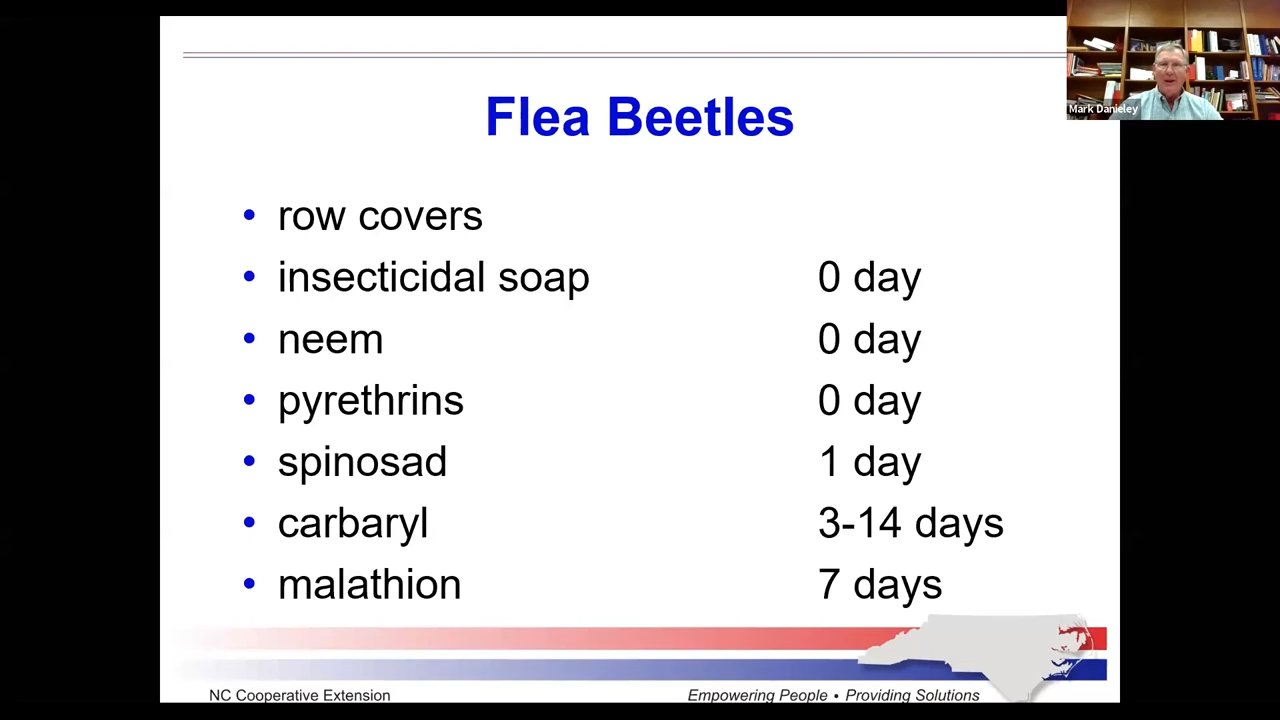 Mark Danieley
Flea Beetles
• row covers
• insecticidal soap 0 day
• neem 0 day
• pyrethrins 0 day
• spinosad 1 day
• carbaryl 3-14 days
• malathion 7 days
NC Cooperative Extension Empowering People • Providing Solutions